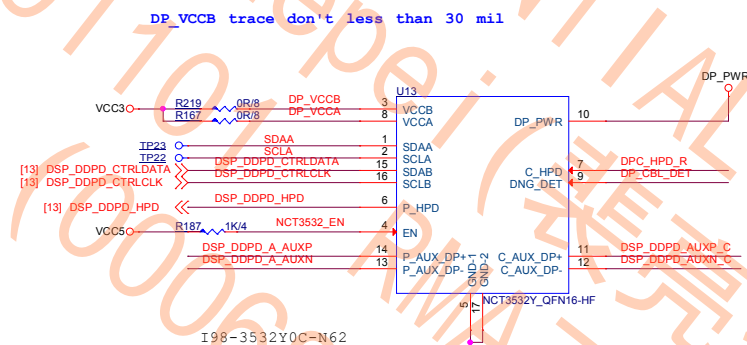 DP_VCCB trace don't less than 30 mil
U13
DP_PWR
VCC3
R219
0R/8
DP_VCCB
3
VCCB
R167
0R/8
DP_VCCA
8
VCCA
DP_PWR
10
TP23
SDAA
1
SDAA
TP22
SCLA
2
SCLA
[13] DSP_DDPD_CTRLDATA
DSP_DDPD_CTRLDATA
15
SDAB
C_HPD
7
DPC_HPD_R
[13] DSP_DDPD_CTRLCLK
DSP_DDPD_CTRLCLK
16
SCLB
DNG_DET
9
DP_CBL_DET
[13] DSP_DDPD_HPD
DSP_DDPD_HPD
6
P_HPD
VCC5
R187
1K/4
NCT3532_EN
4
EN
DSP_DDPD_A_AUXP
14
P_AUX_DP+
C_AUX_DP+
11
DSP_DDPD_AUXP_C
DSP_DDPD_A_AUXN
13
P_AUX_DP-
C_AUX_DP-
12
DSP_DDPD_AUXN_C
GND-1
GND-2
5
17
NCT3532Y_QFN16-HF
I98-3532Y0C-N62